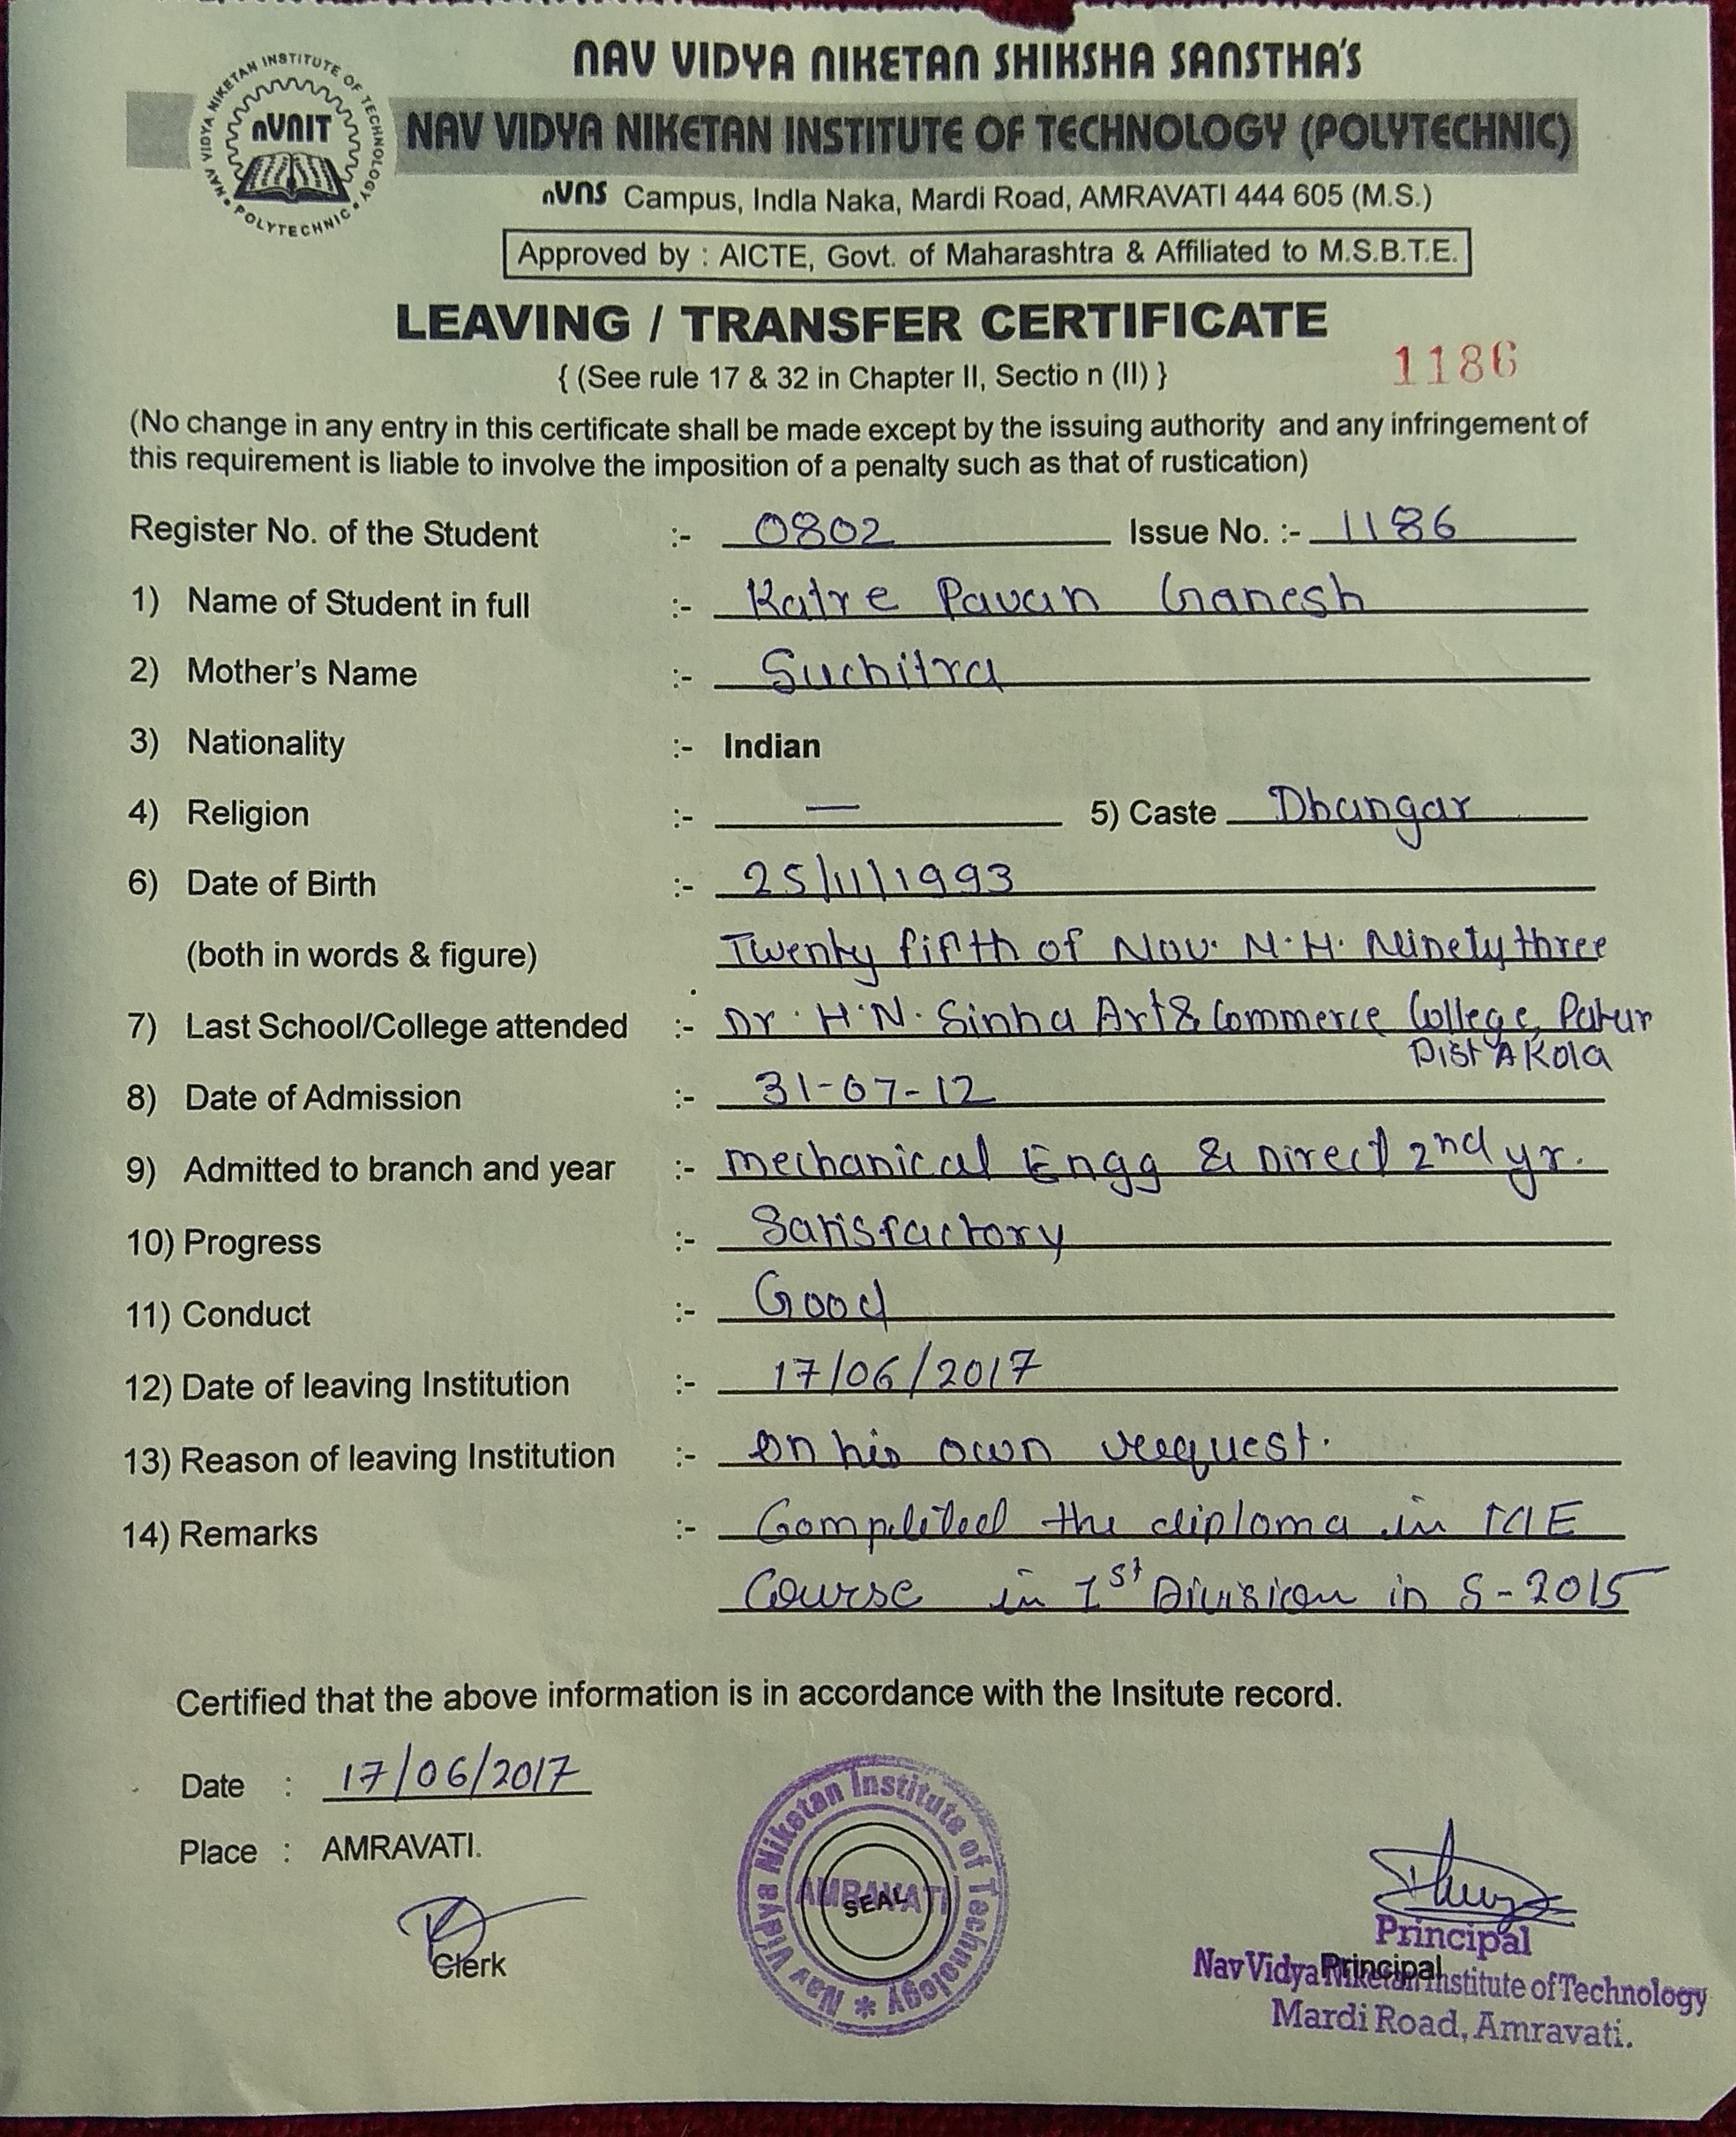 NAV VIDYA NIKETAN SHIKSHA SANSTHA'S
NAV VIDYA NIKETAN INSTITUTE OF TECHNOLOGY • POLYTECHNIC •
nVNIT
NAV VIDYA NIKETAN INSTITUTE OF TECHNOLOGY (POLYTECHNIC)
nVNS Campus, Indla Naka, Mardi Road, AMRAVATI 444 605 (M.S.)
Approved by : AICTE, Govt. of Maharashtra & Affiliated to M.S.B.T.E.
LEAVING / TRANSFER CERTIFICATE
1186
{ (See rule 17 & 32 in Chapter II, Sectio n (II) }
(No change in any entry in this certificate shall be made except by the issuing authority and any infringement of
this requirement is liable to involve the imposition of a penalty such as that of rustication)
Register No. of the Student :- 0802 Issue No. :- 1186
1) Name of Student in full :- Katre Pavan Ganesh
2) Mother's Name :- Suchitra
3) Nationality :- Indian
4) Religion :- — 5) Caste Dhangar
6) Date of Birth :- 25/11/1993
(both in words & figure) Twenty fifth of Nov. N.H. Ninety three
7) Last School/College attended :- Dr. H.N. Sinha Art & Commerce College, Patur
Dist Akola
8) Date of Admission :- 31-07-12
9) Admitted to branch and year :- Mechanical Engg & Direct 2nd yr.
10) Progress :- Satisfactory
11) Conduct :- Good
12) Date of leaving Institution :- 17/06/2017
13) Reason of leaving Institution :- On his own request.
14) Remarks :- Complited the diploma in ME
Course in 1st Division in S-2015
Certified that the above information is in accordance with the Insitute record.
Date : 17/06/2017
Place : AMRAVATI.
Clerk
Nav Vidya Niketan Institute of Technology *
AMRAVATI
SEAL
Principal
Principal
Nav Vidya Niketan Institute of Technology
Mardi Road, Amravati.